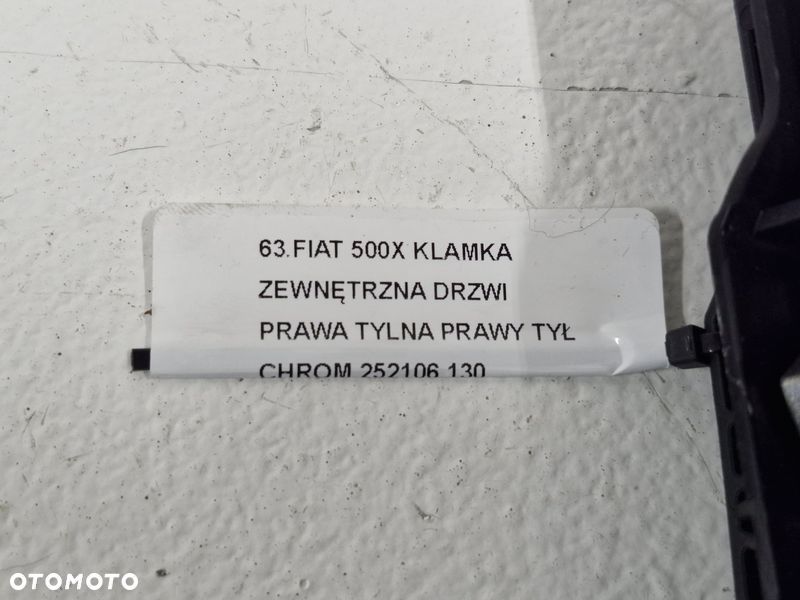 63.FIAT 500X KLAMKA
ZEWNĘTRZNA DRZWI
PRAWA TYLNA PRAWY TYŁ
CHROM 252106 130
OTOMOTO